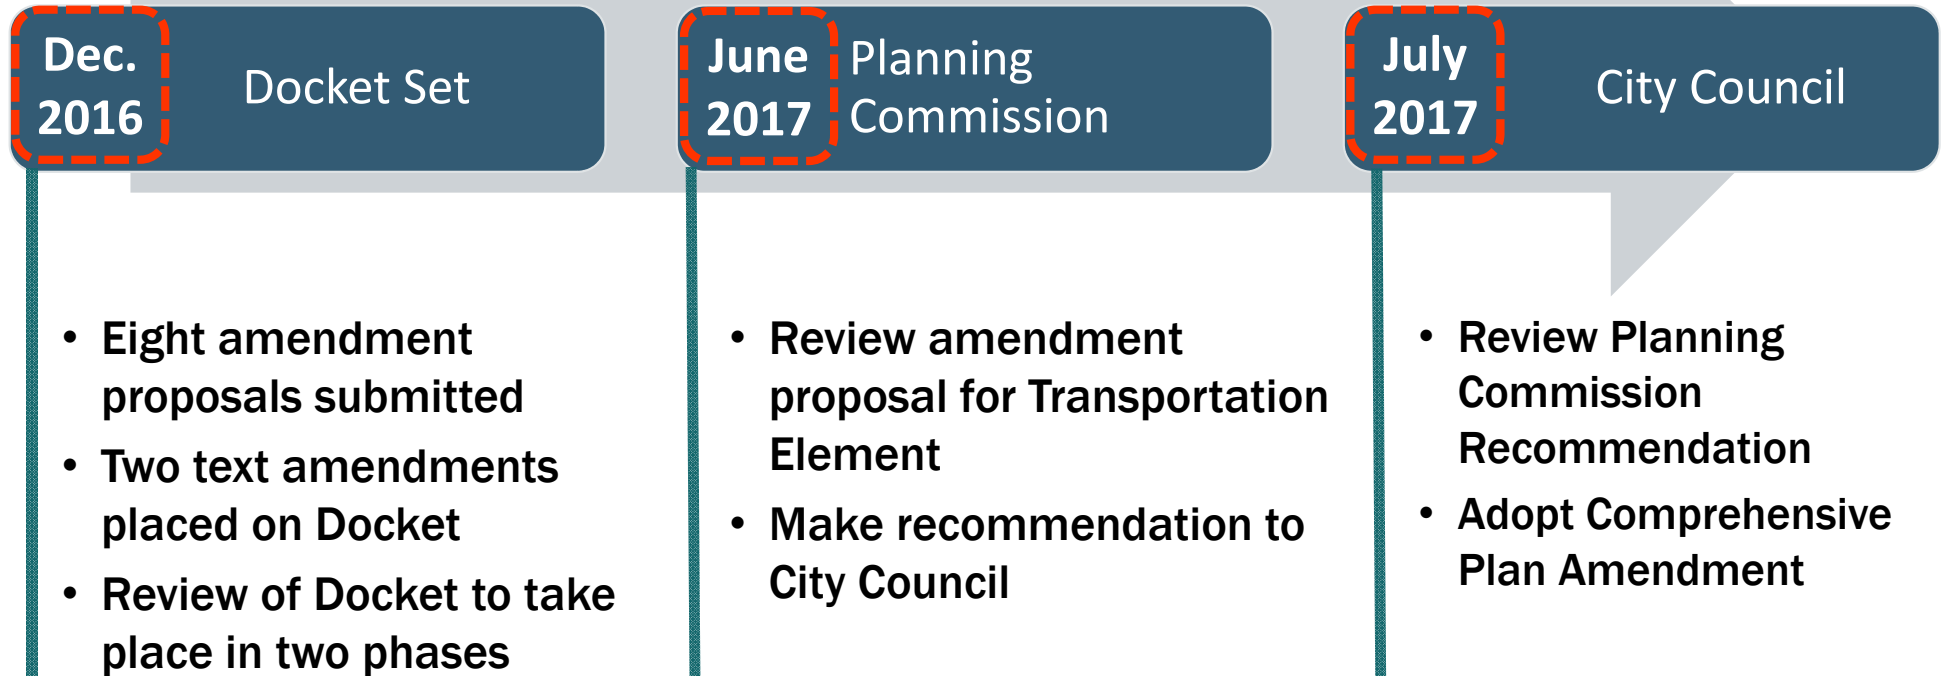 Dec.
2016
Docket Set
• Eight amendment
proposals submitted
• Two text amendments
placed on Docket
• Review of Docket to take
place in two phases
June
2017
Planning
Commission
• Review amendment
proposal for Transportation
Element
• Make recommendation to
City Council
July
2017
City Council
• Review Planning
Commission
Recommendation
• Adopt Comprehensive
Plan Amendment